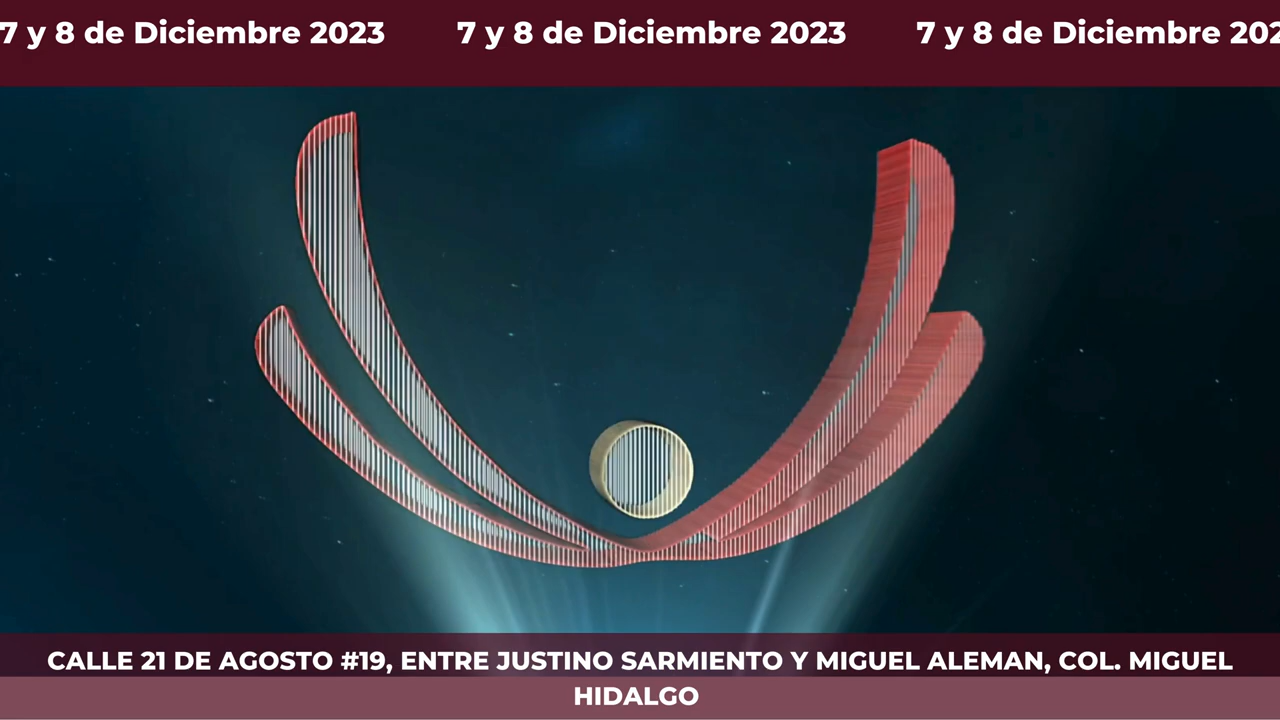 7 y 8 de Diciembre 2023 7 y 8 de Diciembre 2023 7 y 8 de Diciembre 202
CALLE 21 DE AGOSTO #19, ENTRE JUSTINO SARMIENTO Y MIGUEL ALEMAN, COL. MIGUEL
HIDALGO